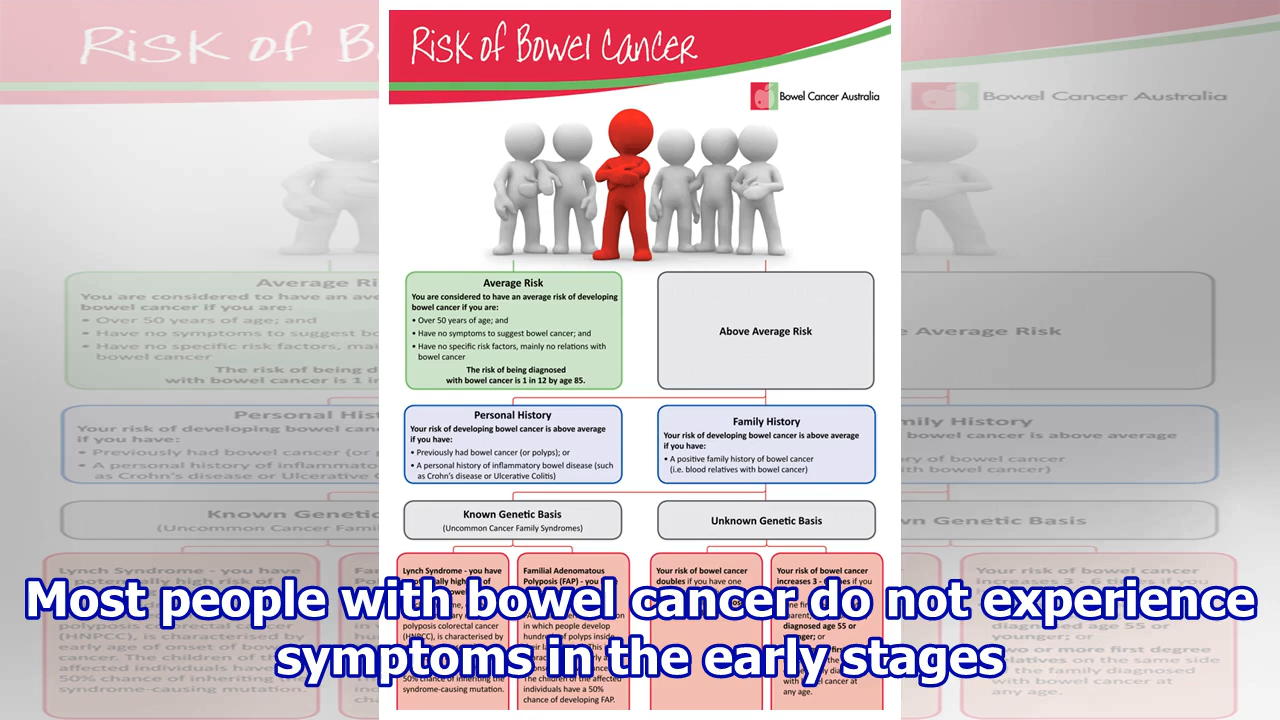 Risk of Bowel Cancer
Bowel Cancer Australia
Average Risk
You are considered to have an average risk of developing
bowel cancer if you are:
• Over 50 years of age; and
• Have no symptoms to suggest bowel cancer; and
• Have no specific risk factors, mainly no relations with
bowel cancer
The risk of being diagnosed
with bowel cancer is 1 in 12 by age 85.
Above Average Risk
Personal History
Your risk of developing bowel cancer is above average
if you have:
• Previously had bowel cancer (or polyps); or
• A personal history of inflammatory bowel disease (such
as Crohn's disease or Ulcerative Colitis)
Family History
Your risk of developing bowel cancer is above average
if you have:
• A positive family history of bowel cancer
(i.e. blood relatives with bowel cancer)
Known Genetic Basis
(Uncommon Cancer Family Syndromes)
Unknown Genetic Basis
Lynch Syndrome - you have
polyposis colorectal cancer
(HNPCC), is characterised by
50% chance of inheriting the
syndrome-causing mutation.
Familial Adenomatous
Polyposis (FAP) - you
in which people develop
individuals have a 50%
chance of developing FAP.
Your risk of bowel cancer
doubles if you have one
Your risk of bowel cancer
increases 3 - 6 times if you
diagnosed age 55 or
younger; or
with bowel cancer at
any age.
Most people with bowel cancer do not experience
symptoms in the early stages